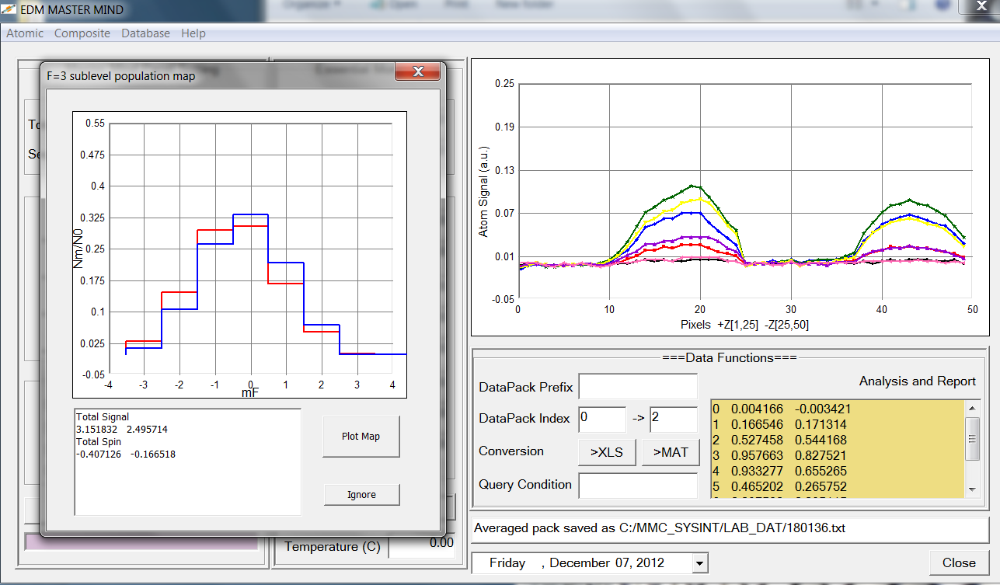 EDM MASTER MIND
Organize
Open
Print
New folder
Atomic Composite Database Help
F=3 sublevel population map
0.55
0.475
0.4
0.325
0.25
0.175
0.1
0.025
-0.05
Nm/N0
-4 -3 -2 -1 0 1 2 3 4
mF
Total Signal
3.151832 2.495714
Total Spin
-0.407126 -0.166518
Plot Map
Ignore
Temperature (C) 0.00
0.25
0.19
0.13
0.07
0.01
-0.05
Atom Signal (a.u.)
0 10 20 30 40 50
Pixels +Z[1,25] -Z[25,50]
===Data Functions===
DataPack Prefix
DataPack Index 0 -> 2
Conversion >XLS >MAT
Query Condition
Analysis and Report
0 0.004166 -0.003421
1 0.166546 0.171314
2 0.527458 0.544168
3 0.957663 0.827521
4 0.933277 0.655265
5 0.465202 0.265752
Averaged pack saved as C:/MMC_SYSINT/LAB_DAT/180136.txt
Friday , December 07, 2012
Close